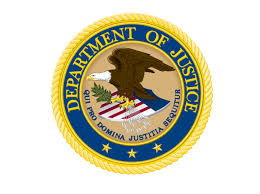 DEPARTMENT OF JUSTICE
QUI PRO DOMINA JUSTITIA SEQUITUR